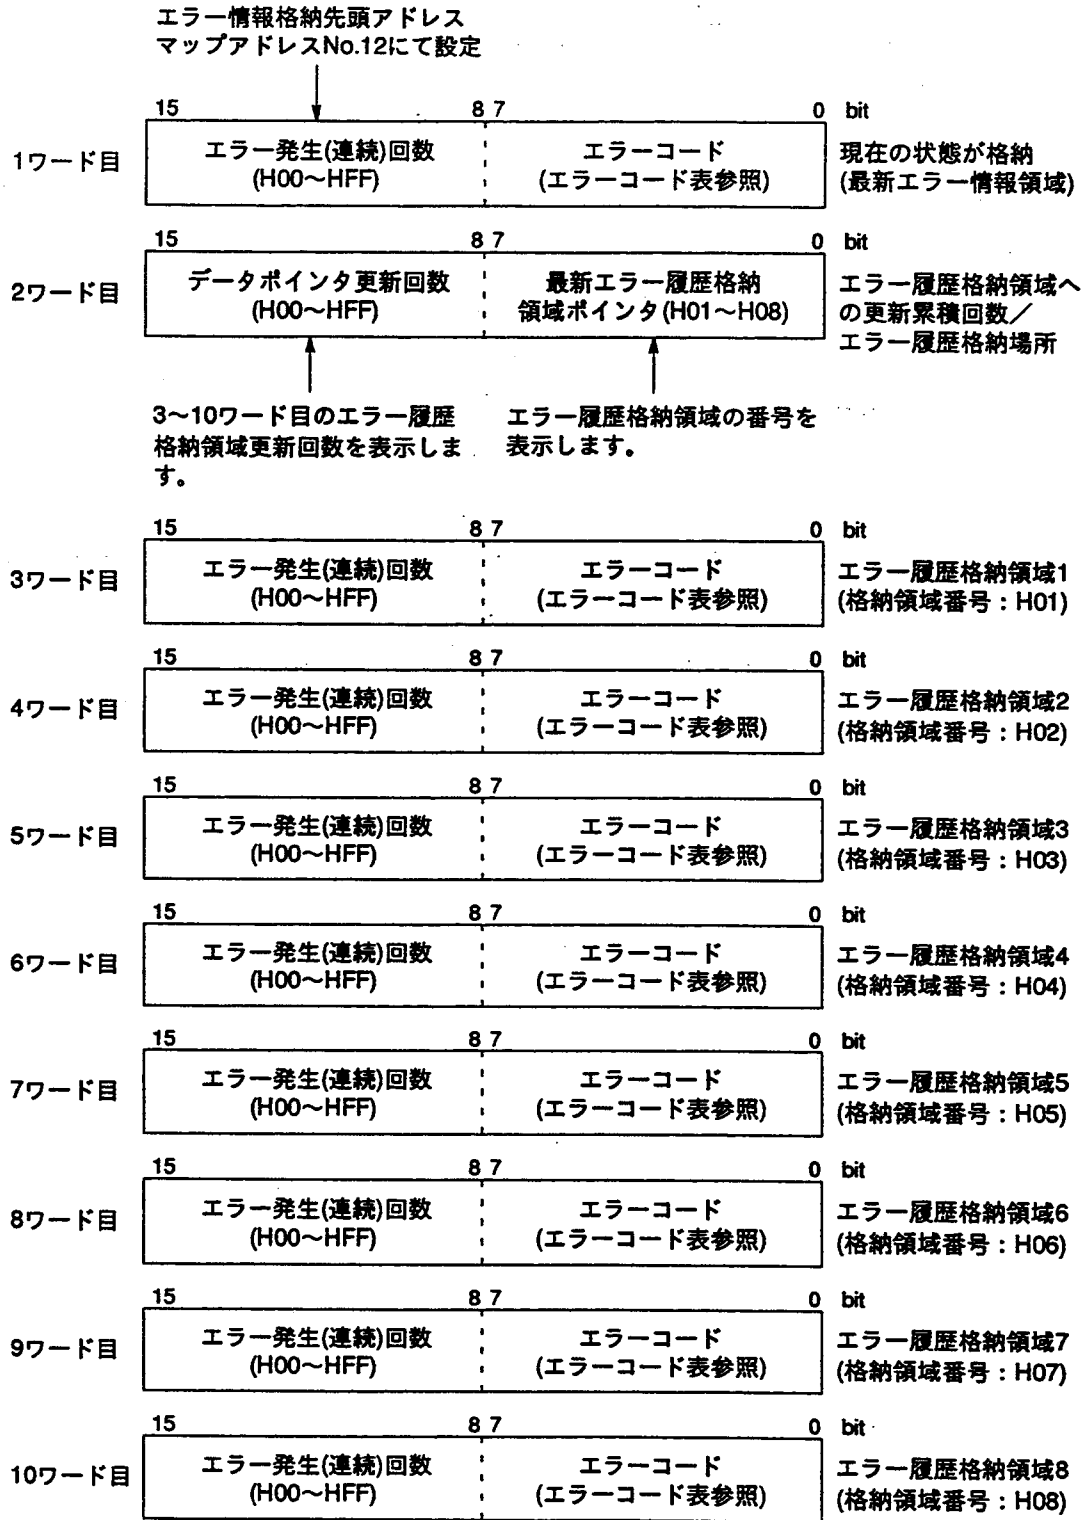 エラー情報格納先頭アドレス
マップアドレスNo.12にて設定
15 8 7 0 bit
1ワード目
エラー発生(連続)回数
(H00～HFF)
エラーコード
(エラーコード表参照)
現在の状態が格納
(最新エラー情報領域)
15 8 7 0 bit
2ワード目
データポインタ更新回数
(H00～HFF)
最新エラー履歴格納
領域ポインタ(H01～H08)
エラー履歴格納領域へ
の更新累積回数／
エラー履歴格納場所
3～10ワード目のエラー履歴
格納領域更新回数を表示しま
す。
エラー履歴格納領域の番号を
表示します。
15 8 7 0 bit
3ワード目
エラー発生(連続)回数
(H00～HFF)
エラーコード
(エラーコード表参照)
エラー履歴格納領域1
(格納領域番号：H01)
15 8 7 0 bit
4ワード目
エラー発生(連続)回数
(H00～HFF)
エラーコード
(エラーコード表参照)
エラー履歴格納領域2
(格納領域番号：H02)
15 8 7 0 bit
5ワード目
エラー発生(連続)回数
(H00～HFF)
エラーコード
(エラーコード表参照)
エラー履歴格納領域3
(格納領域番号：H03)
15 8 7 0 bit
6ワード目
エラー発生(連続)回数
(H00～HFF)
エラーコード
(エラーコード表参照)
エラー履歴格納領域4
(格納領域番号：H04)
15 8 7 0 bit
7ワード目
エラー発生(連続)回数
(H00～HFF)
エラーコード
(エラーコード表参照)
エラー履歴格納領域5
(格納領域番号：H05)
15 8 7 0 bit
8ワード目
エラー発生(連続)回数
(H00～HFF)
エラーコード
(エラーコード表参照)
エラー履歴格納領域6
(格納領域番号：H06)
15 8 7 0 bit
9ワード目
エラー発生(連続)回数
(H00～HFF)
エラーコード
(エラーコード表参照)
エラー履歴格納領域7
(格納領域番号：H07)
15 8 7 0 bit
10ワード目
エラー発生(連続)回数
(H00～HFF)
エラーコード
(エラーコード表参照)
エラー履歴格納領域8
(格納領域番号：H08)